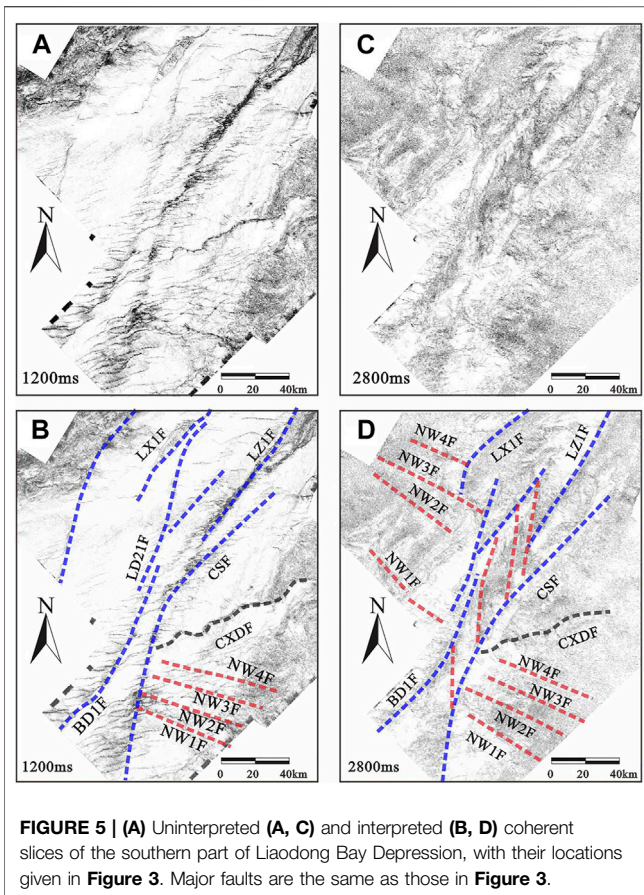 A
N
1200ms
0 20 40km
C
N
2800ms
0 20 40km
B
LX1F
LZ1F
LD21F
CSF
CXDF
N
NW4F
NW3F
NW2F
NW1F
BD1F
1200ms
0 20 40km
D
NW4F
LX1F
LZ1F
NW3F
NW2F
NW1F
CSF
CXDF
N
NW4F
BD1F
NW3F
NW2F
NW1F
2800ms
0 20 40km
FIGURE 5 | (A) Uninterpreted (A, C) and interpreted (B, D) coherent
slices of the southern part of Liaodong Bay Depression, with their locations
given in Figure 3. Major faults are the same as those in Figure 3.